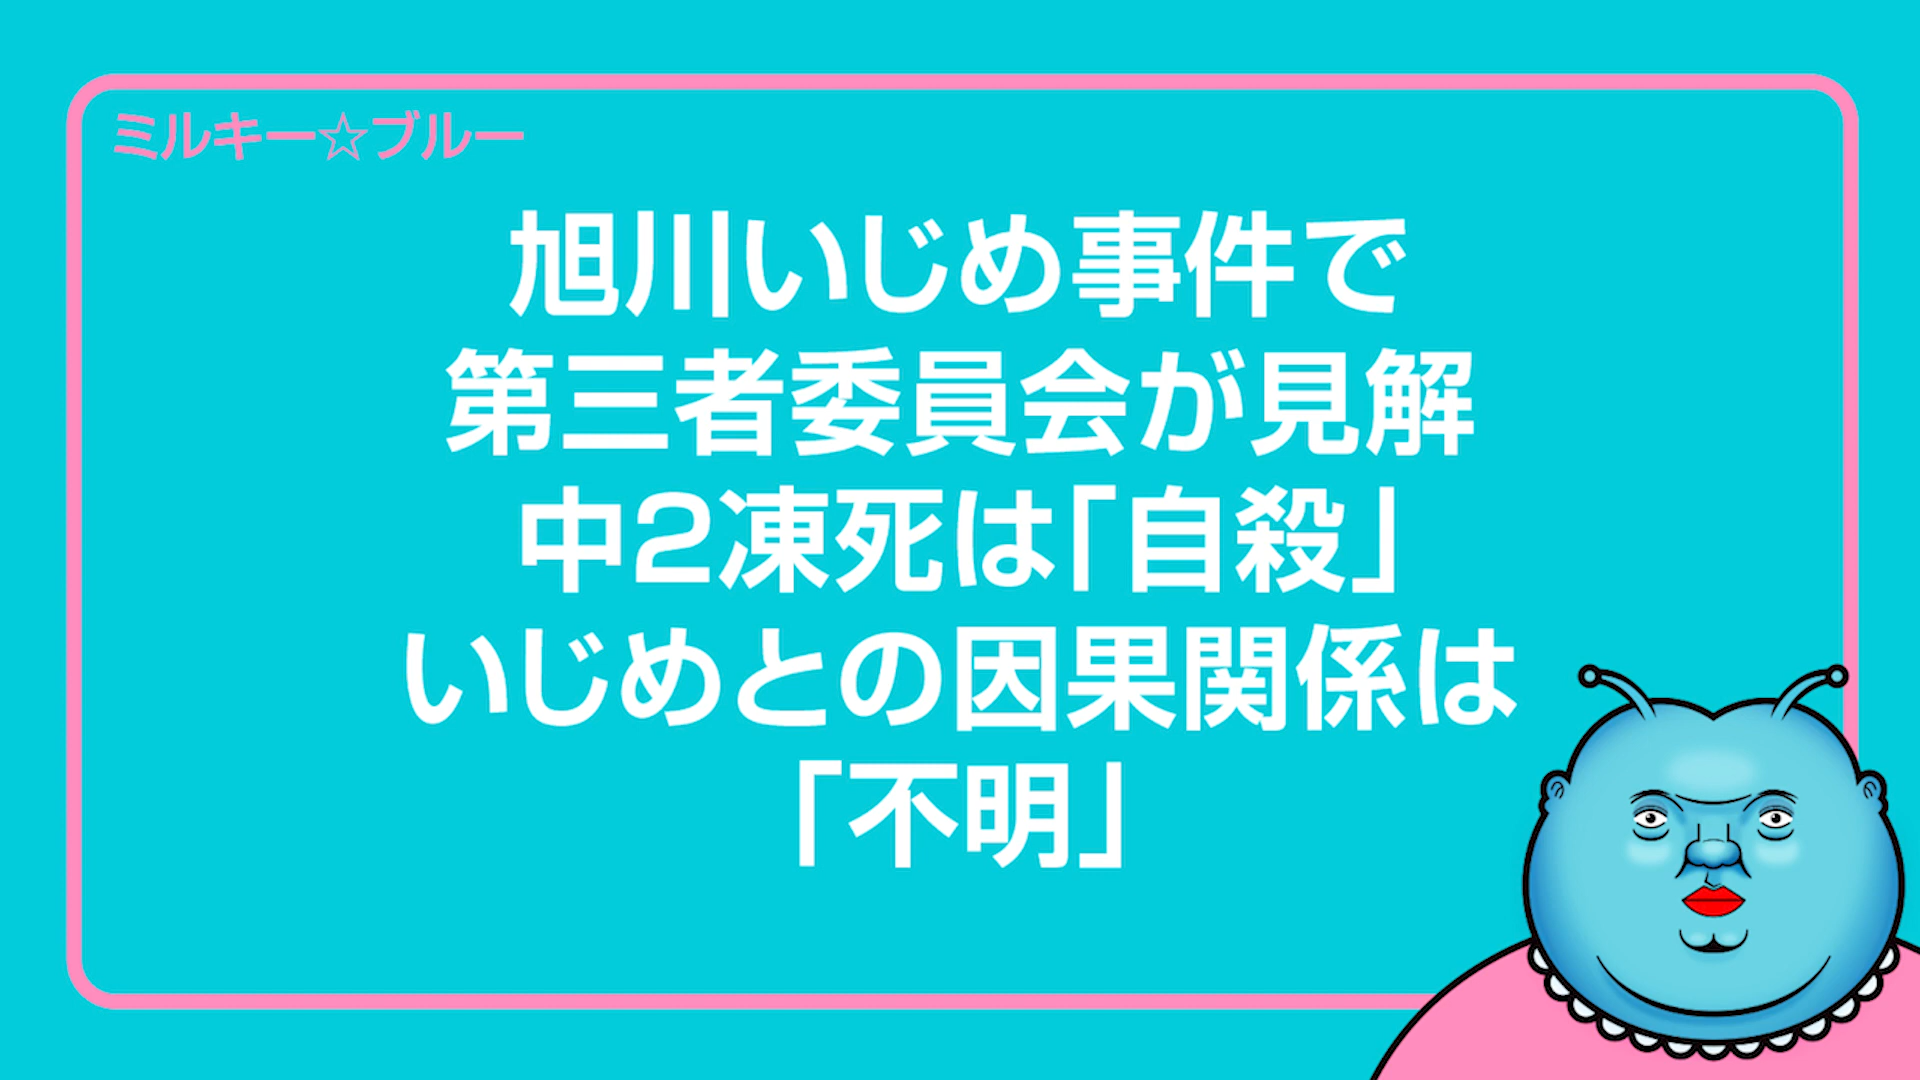 ミルキー☆ブルー
旭川いじめ事件で
第三者委員会が見解
中2凍死は「自殺」
いじめとの因果関係は
「不明」